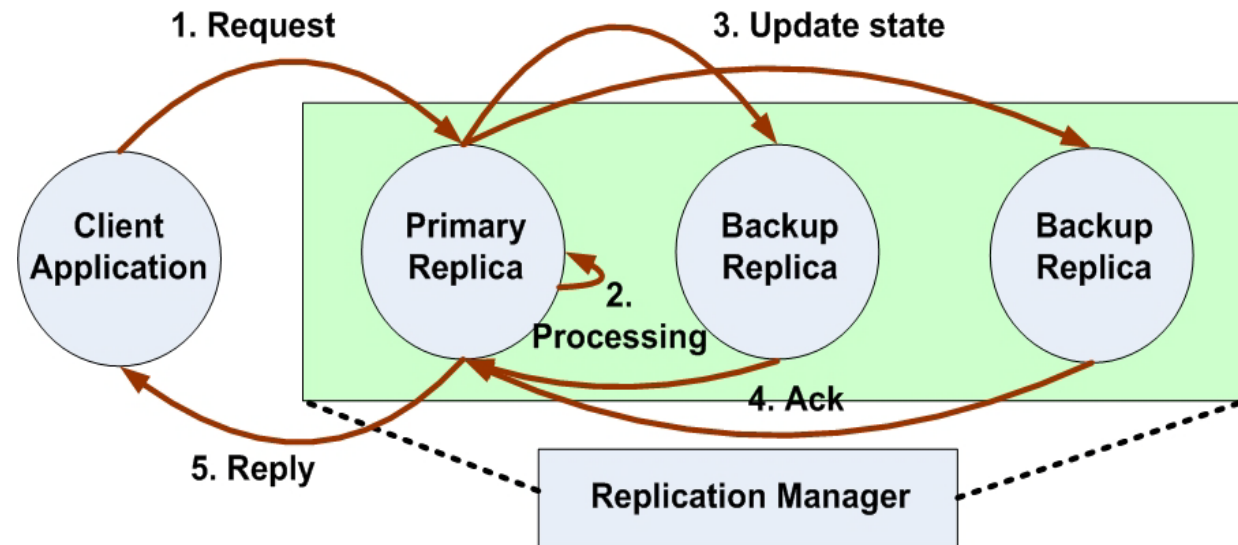 1. Request
3. Update state
Client
Application
Primary
Replica
Backup
Replica
Backup
Replica
2.
Processing
4. Ack
5. Reply
Replication Manager